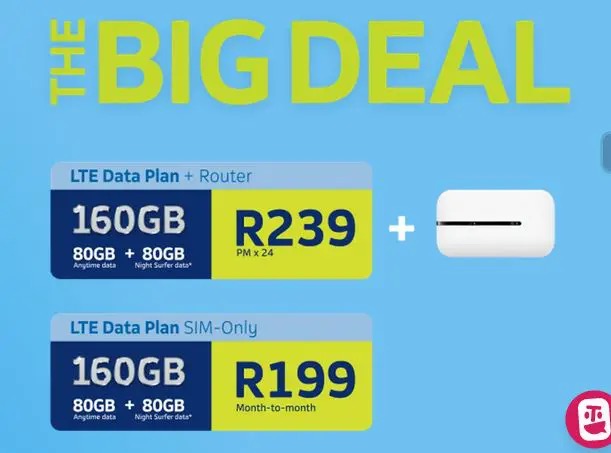 THE BIG DEAL
LTE Data Plan + Router
160GB
80GB + 80GB
Anytime data Night Surfer data*
R239
PM x 24
+
LTE Data Plan SIM-Only
160GB
80GB + 80GB
Anytime data Night Surfer data*
R199
Month-to-month